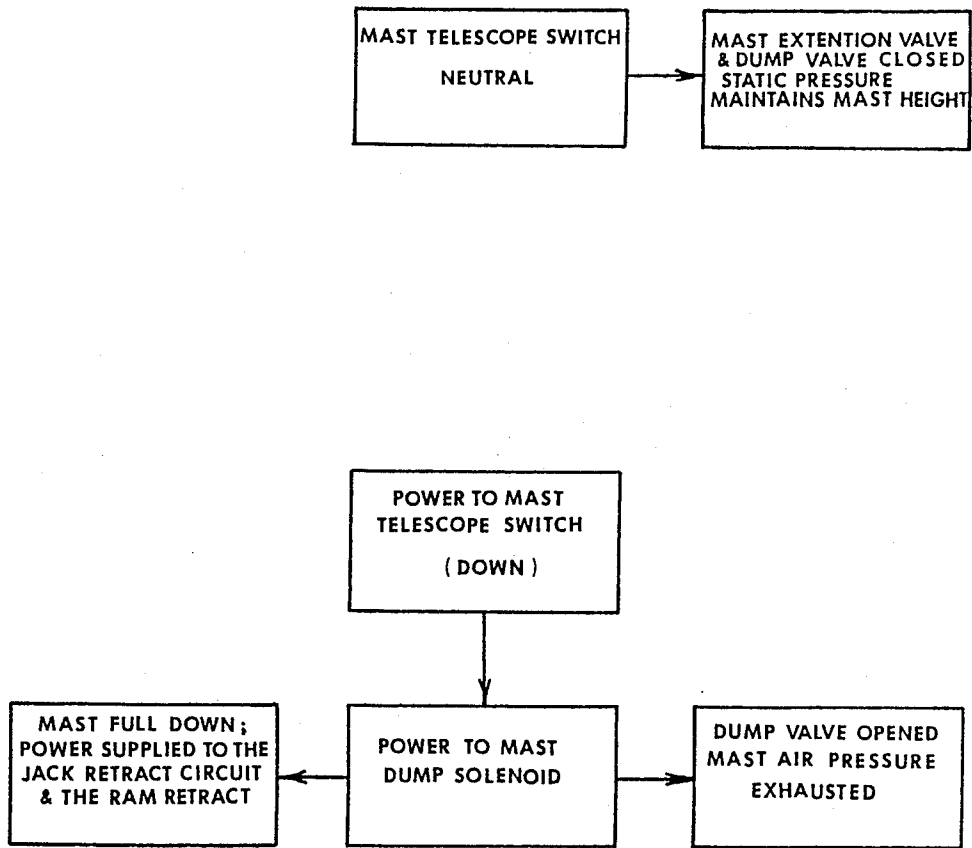 MAST TELESCOPE SWITCH
NEUTRAL
MAST EXTENTION VALVE
& DUMP VALVE CLOSED
STATIC PRESSURE
MAINTAINS MAST HEIGHT
POWER TO MAST
TELESCOPE SWITCH
( DOWN )
MAST FULL DOWN ;
POWER SUPPLIED TO THE
JACK RETRACT CIRCUIT
& THE RAM RETRACT
POWER TO MAST
DUMP SOLENOID
DUMP VALVE OPENED
MAST AIR PRESSURE
EXHAUSTED